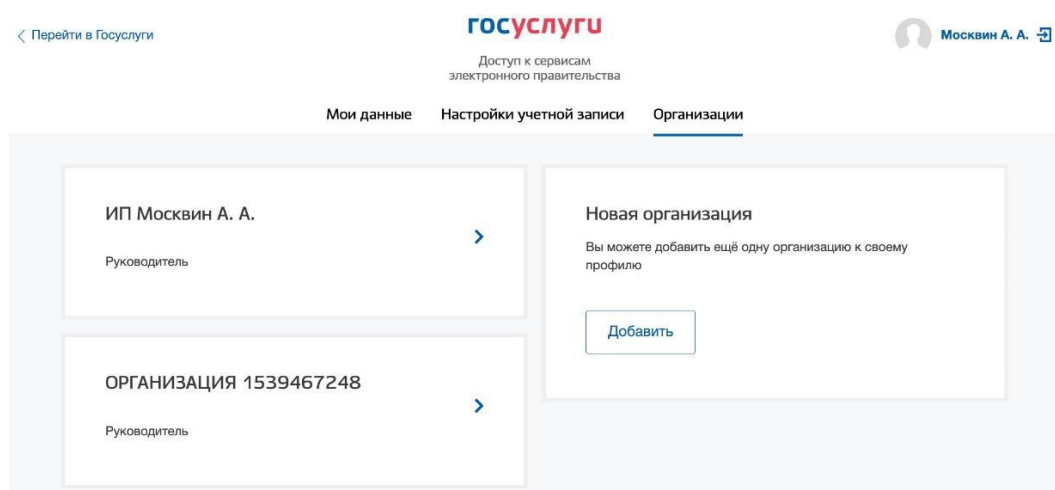 Перейти в Госуслуги
госуслуги
Москвин А. А.
Доступ к сервисам
электронного правительства
Мои данные Настройки учетной записи Организации
ИП Москвин А. А.
Руководитель
Новая организация
Вы можете добавить ещё одну организацию к своему
профилю
Добавить
ОРГАНИЗАЦИЯ 1539467248
Руководитель